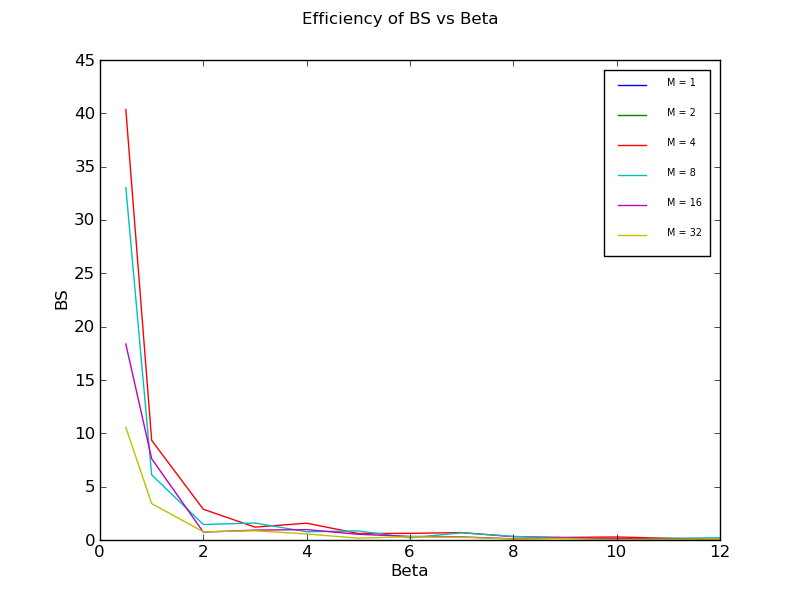 Efficiency of BS vs Beta
45
40
35
30
25
20
15
10
5
0
BS
M = 1
M = 2
M = 4
M = 8
M = 16
M = 32
0 2 4 6 8 10 12
Beta